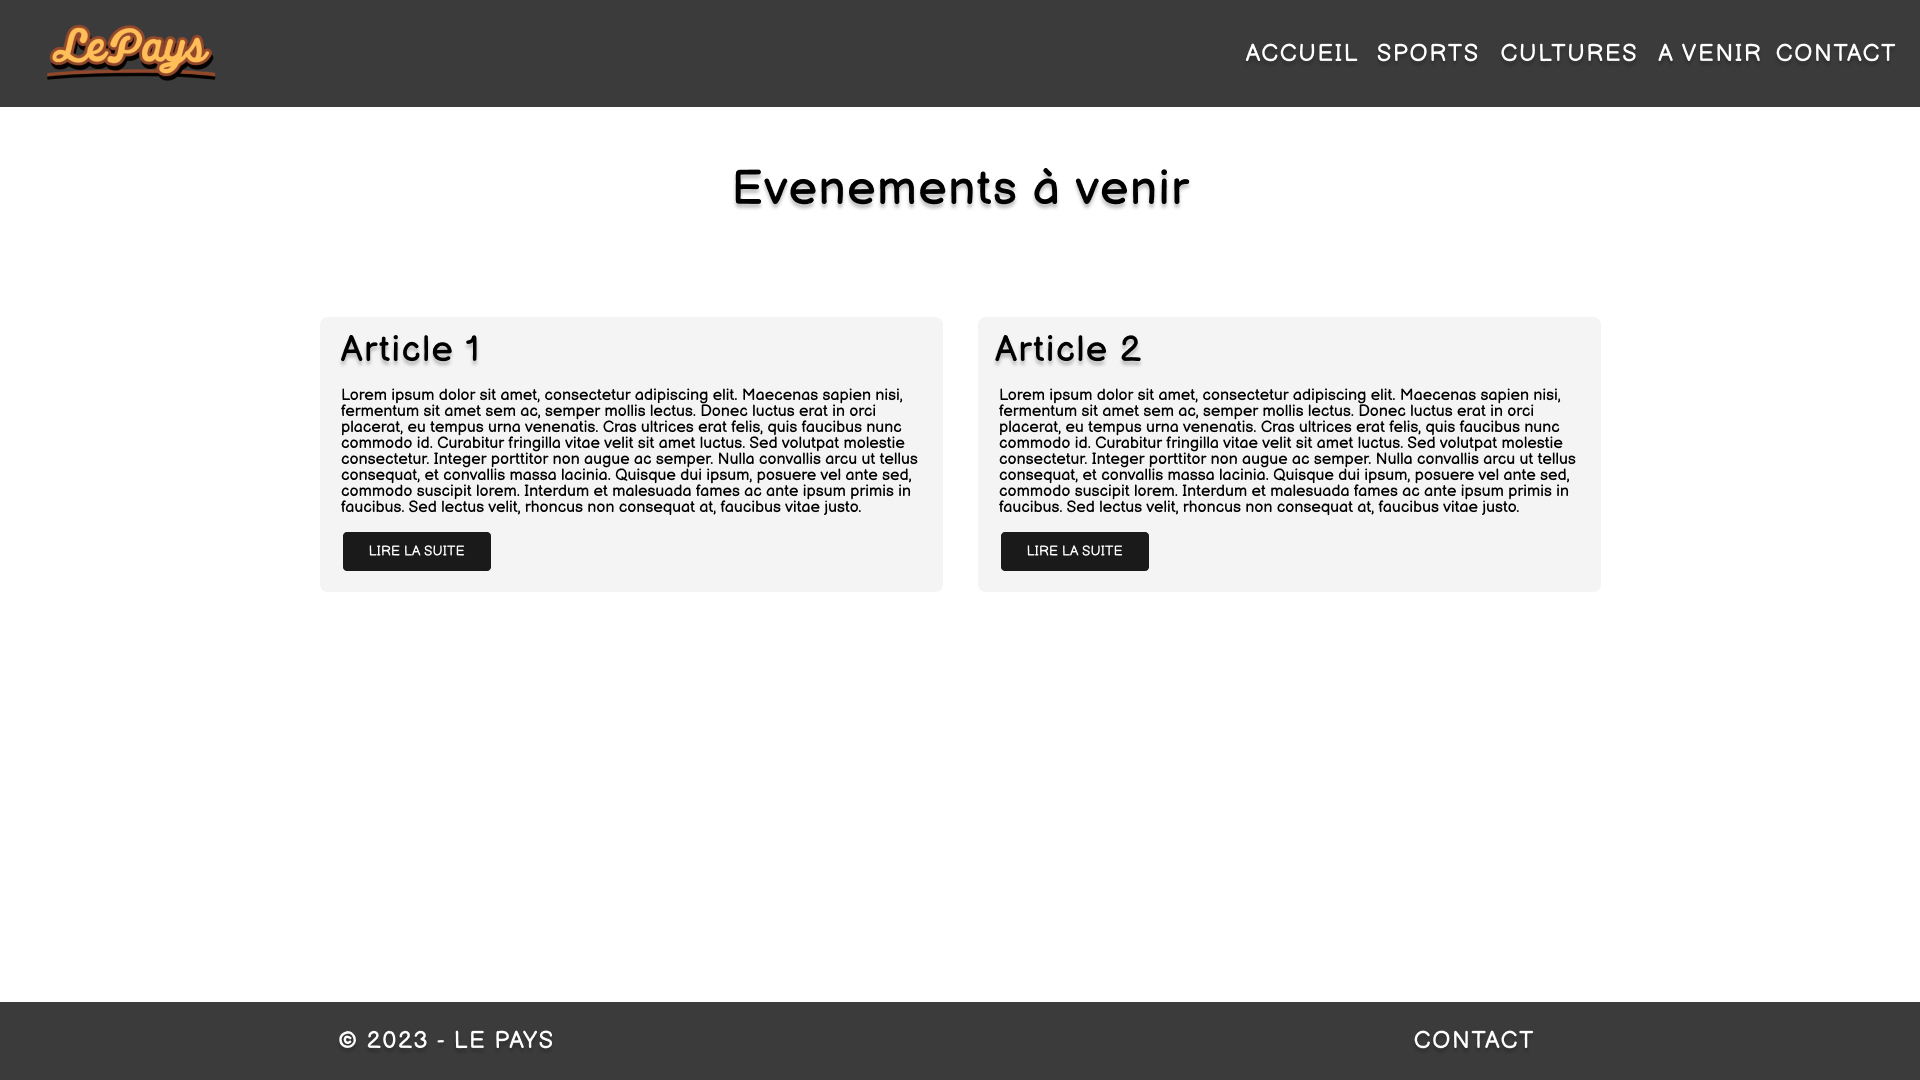 LePays
ACCUEIL SPORTS CULTURES A VENIR CONTACT
Evenements à venir
Article 1
Lorem ipsum dolor sit amet, consectetur adipiscing elit. Maecenas sapien nisi,
fermentum sit amet sem ac, semper mollis lectus. Donec luctus erat in orci
placerat, eu tempus urna venenatis. Cras ultrices erat felis, quis faucibus nunc
commodo id. Curabitur fringilla vitae velit sit amet luctus. Sed volutpat molestie
consectetur. Integer porttitor non augue ac semper. Nulla convallis arcu ut tellus
consequat, et convallis massa lacinia. Quisque dui ipsum, posuere vel ante sed,
commodo suscipit lorem. Interdum et malesuada fames ac ante ipsum primis in
faucibus. Sed lectus velit, rhoncus non consequat at, faucibus vitae justo.
LIRE LA SUITE
Article 2
Lorem ipsum dolor sit amet, consectetur adipiscing elit. Maecenas sapien nisi,
fermentum sit amet sem ac, semper mollis lectus. Donec luctus erat in orci
placerat, eu tempus urna venenatis. Cras ultrices erat felis, quis faucibus nunc
commodo id. Curabitur fringilla vitae velit sit amet luctus. Sed volutpat molestie
consectetur. Integer porttitor non augue ac semper. Nulla convallis arcu ut tellus
consequat, et convallis massa lacinia. Quisque dui ipsum, posuere vel ante sed,
commodo suscipit lorem. Interdum et malesuada fames ac ante ipsum primis in
faucibus. Sed lectus velit, rhoncus non consequat at, faucibus vitae justo.
LIRE LA SUITE
© 2023 - LE PAYS
CONTACT